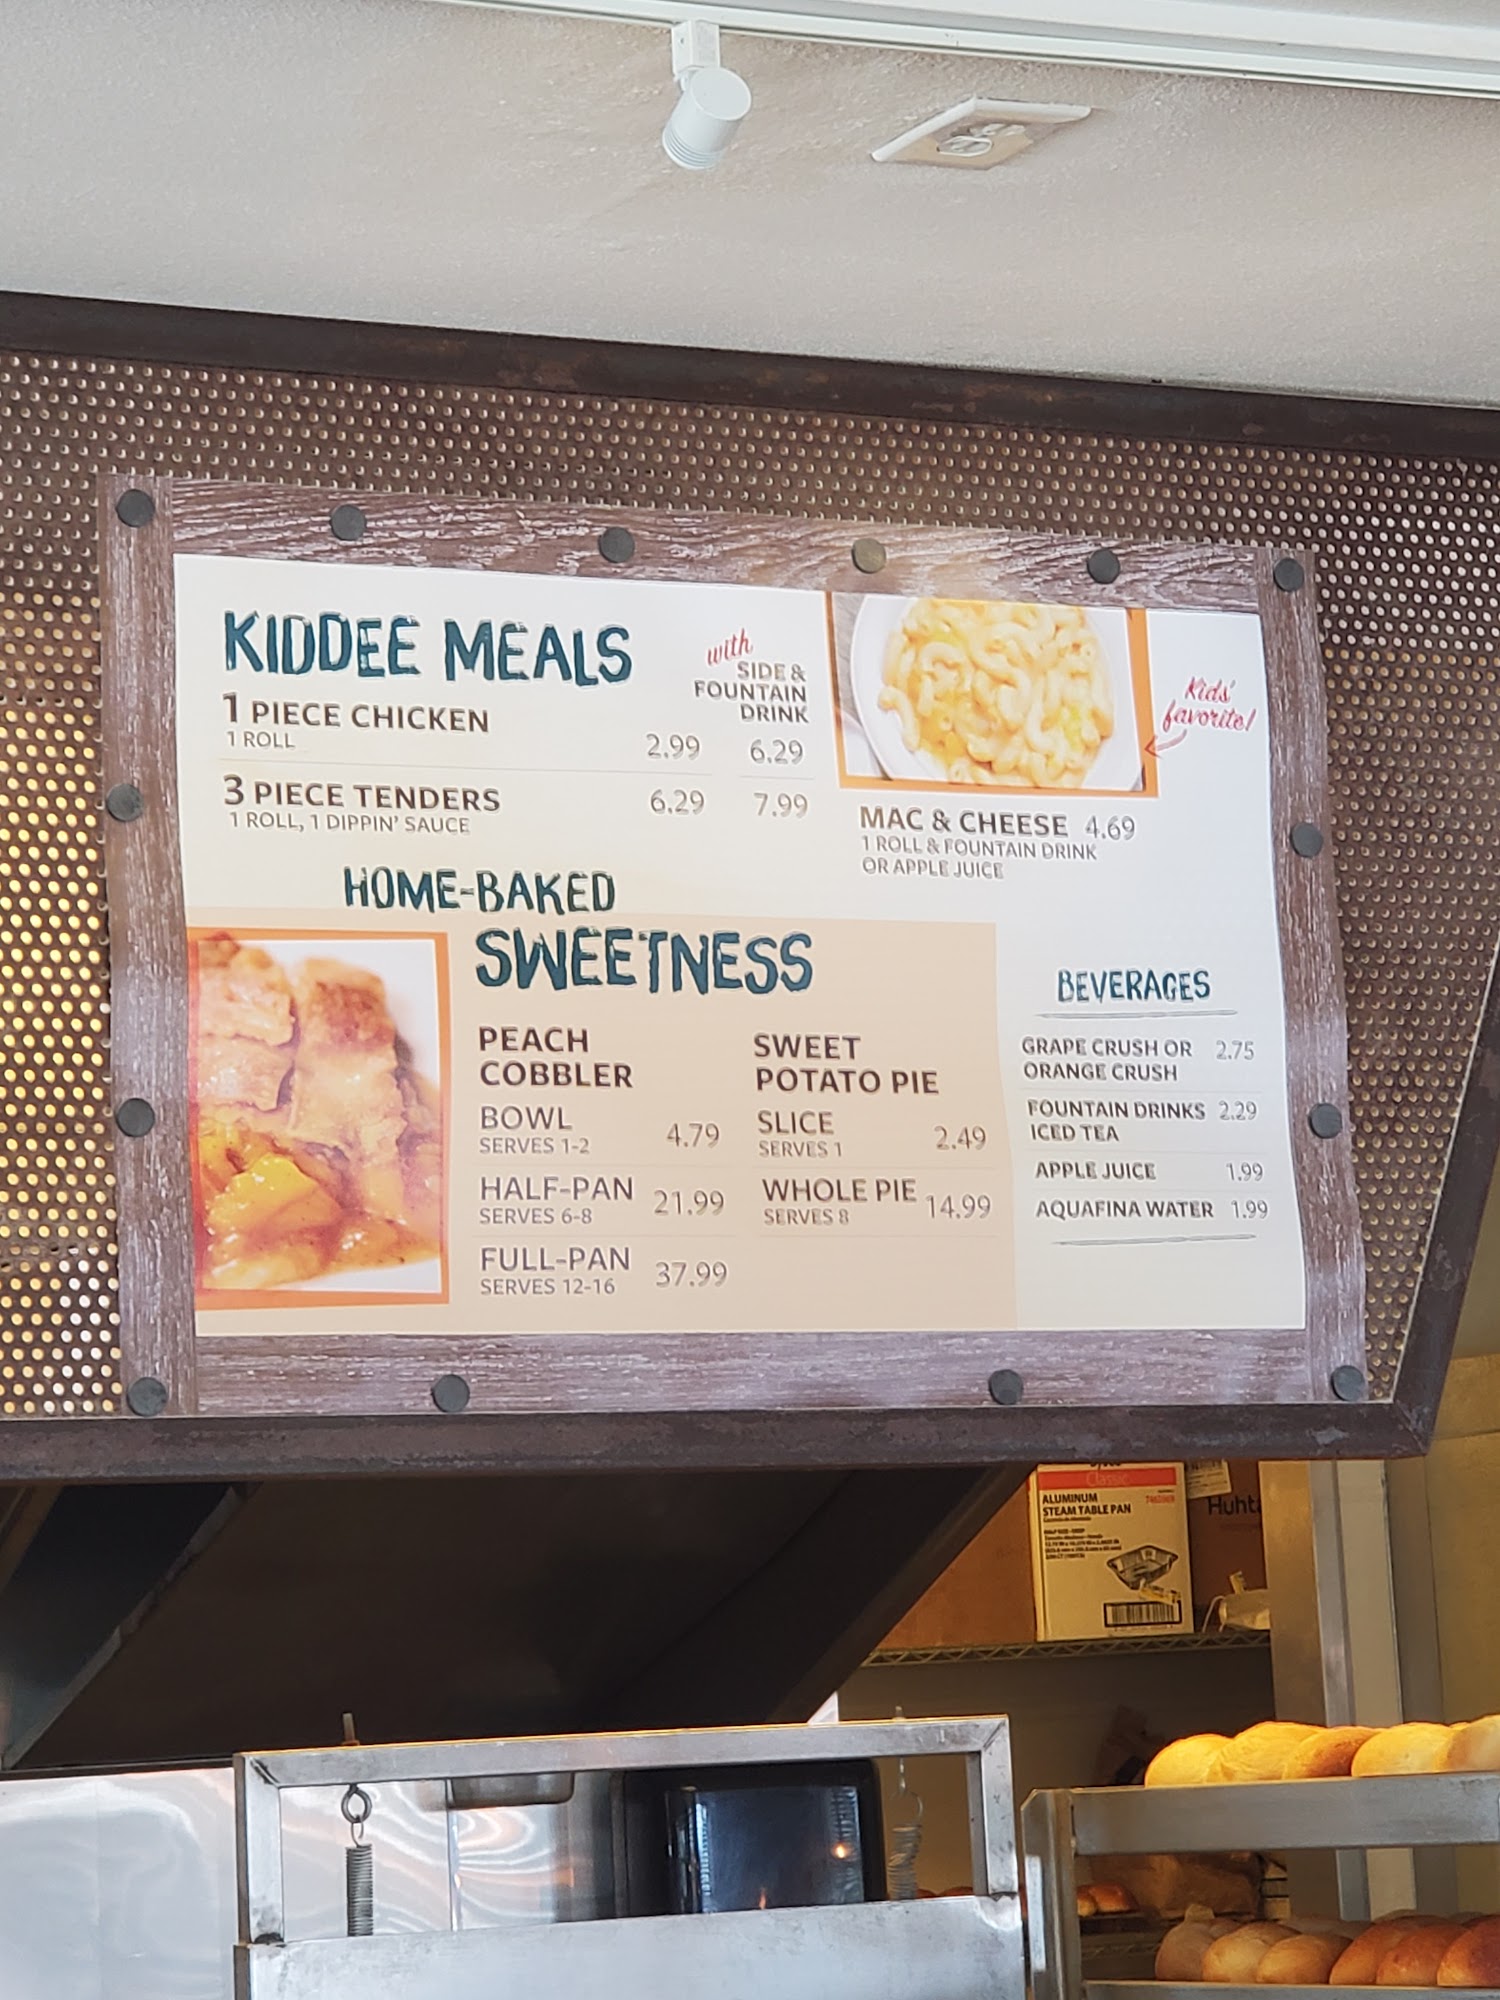 KIDDEE MEALS
with
SIDE &
FOUNTAIN
DRINK
1 PIECE CHICKEN
1 ROLL
2.99 6.29
3 PIECE TENDERS 6.29 7.99
1 ROLL, 1 DIPPIN' SAUCE
Kids'
favorite!
MAC & CHEESE 4.69
1 ROLL & FOUNTAIN DRINK
OR APPLE JUICE
HOME-BAKED
SWEETNESS
PEACH
COBBLER
BOWL 4.79
SERVES 1-2
HALF-PAN 21.99
SERVES 6-8
FULL-PAN 37.99
SERVES 12-16
SWEET
POTATO PIE
SLICE 2.49
SERVES 1
WHOLE PIE 14.99
SERVES 8
BEVERAGES
GRAPE CRUSH OR 2.75
ORANGE CRUSH
FOUNTAIN DRINKS 2.29
ICED TEA
APPLE JUICE 1.99
AQUAFINA WATER 1.99
Classic
ALUMINUM
STEAM TABLE PAN